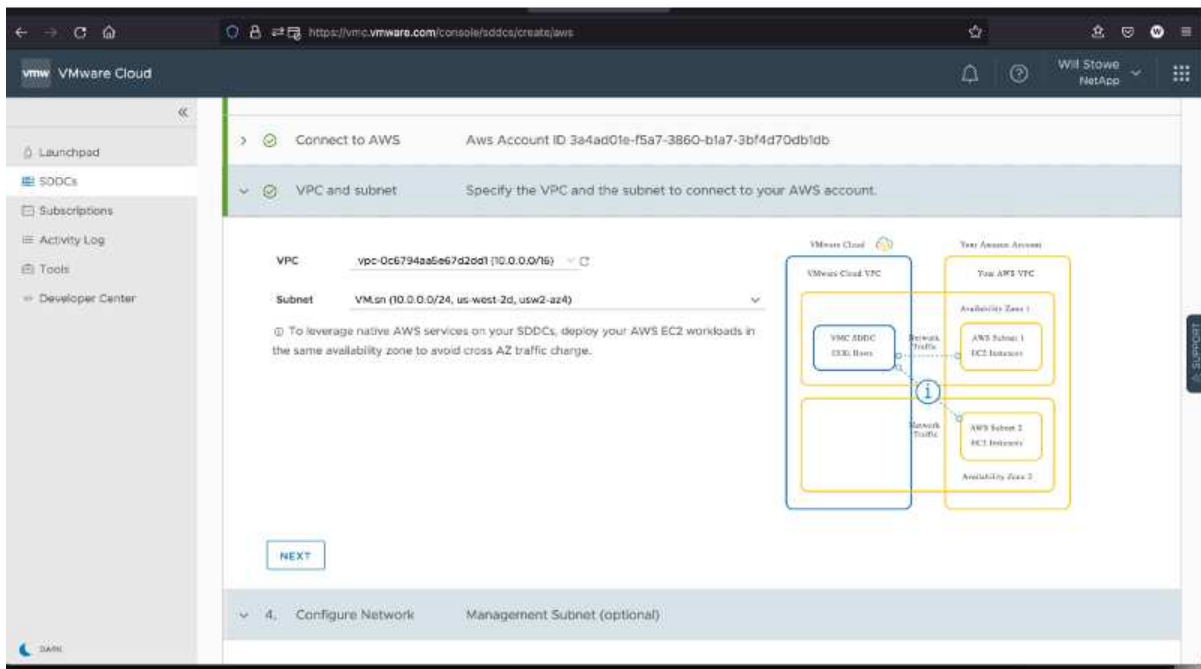 https://vmc.vmware.com/console/sddcs/create/aws
vmw VMware Cloud
Will Stowe
NetApp
Launchpad
SDDCs
Subscriptions
Activity Log
Tools
Developer Center
DARK
Connect to AWS Aws Account ID 3a4ad01e-f5a7-3860-b1a7-3bf4d70db1db
VPC and subnet Specify the VPC and the subnet to connect to your AWS account.
VPC vpc-0c6794aa5e67d2dd1 (10.0.0.0/16)
Subnet VM.sn (10.0.0.0/24, us-west-2d, usw2-az4)
To leverage native AWS services on your SDDCs, deploy your AWS EC2 workloads in
the same availability zone to avoid cross AZ traffic charge.
VMware Cloud
Your Amazon Account
VMware Cloud VPC
Your AWS VPC
Availability Zone 1
VMC SDDC
ESXi Hosts
Network
Traffic
AWS Subnet 1
EC2 Instances
Network
Traffic
AWS Subnet 2
EC2 Instances
Availability Zone 2
SUPPORT
NEXT
4. Configure Network Management Subnet (optional)